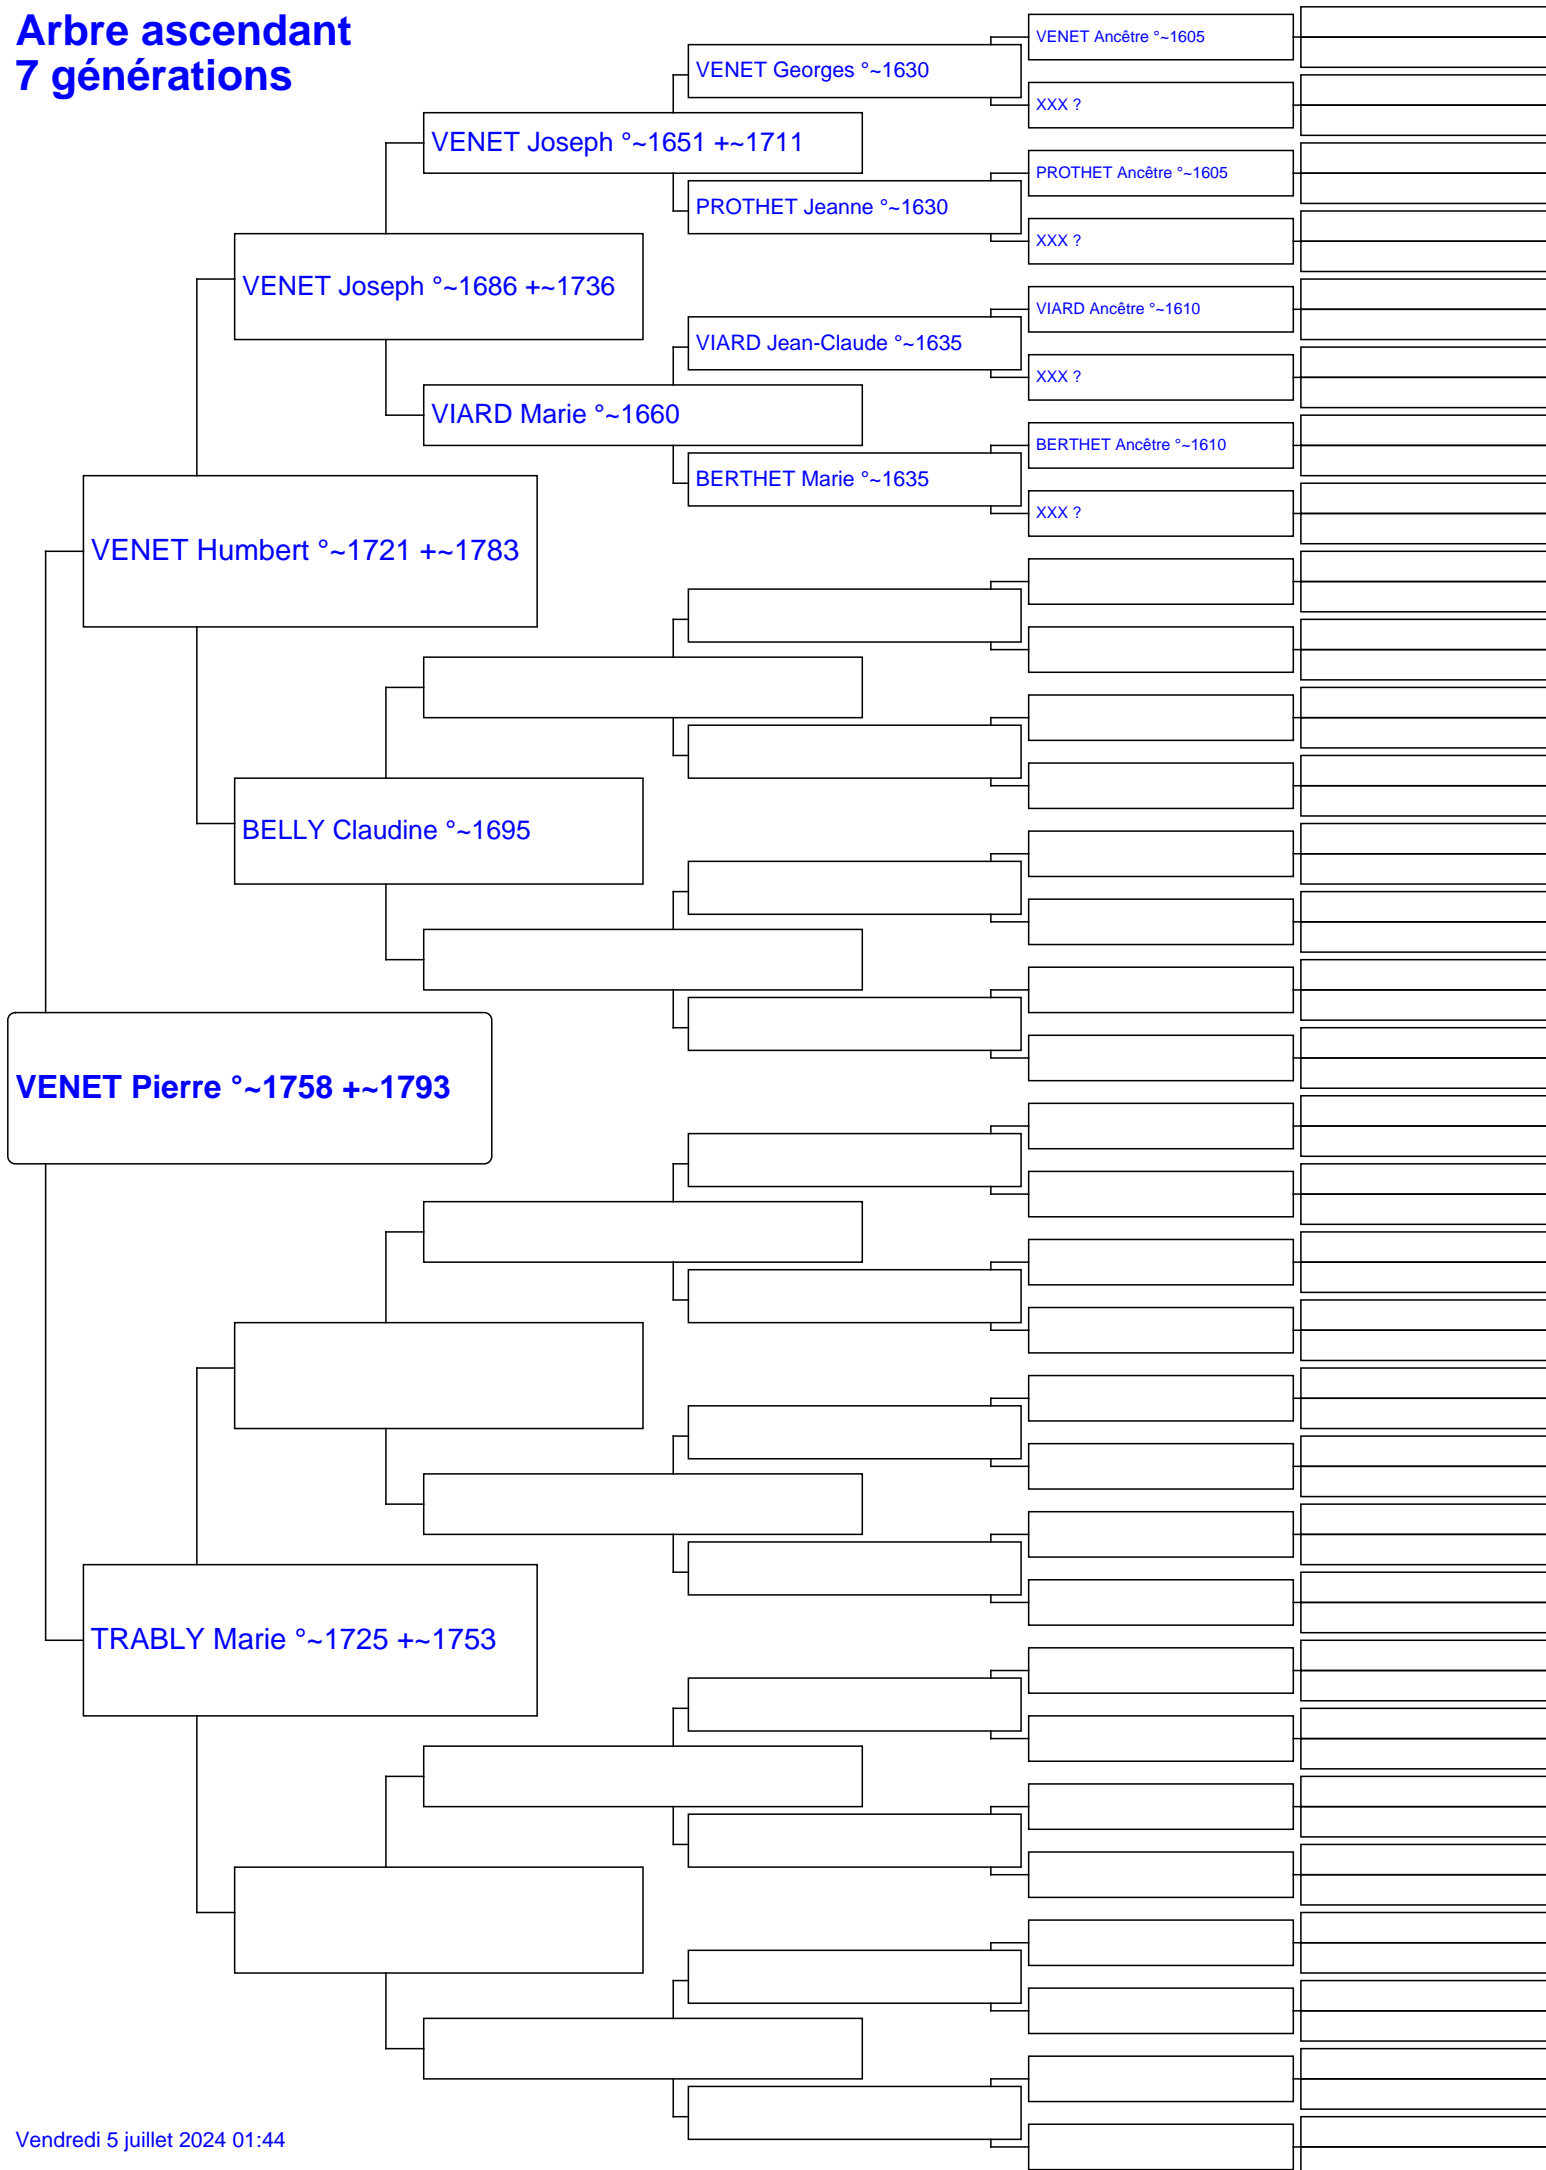 Arbre ascendant
7 générations
VENET Ancêtre °~1605
VENET Georges °~1630
XXX ?
VENET Joseph °~1651 +~1711
PROTHET Ancêtre °~1605
PROTHET Jeanne °~1630
XXX ?
VENET Joseph °~1686 +~1736
VIARD Ancêtre °~1610
VIARD Jean-Claude °~1635
XXX ?
VIARD Marie °~1660
BERTHET Ancêtre °~1610
BERTHET Marie °~1635
XXX ?
VENET Humbert °~1721 +~1783
BELLY Claudine °~1695
VENET Pierre °~1758 +~1793
TRABLY Marie °~1725 +~1753
Vendredi 5 juillet 2024 01:44